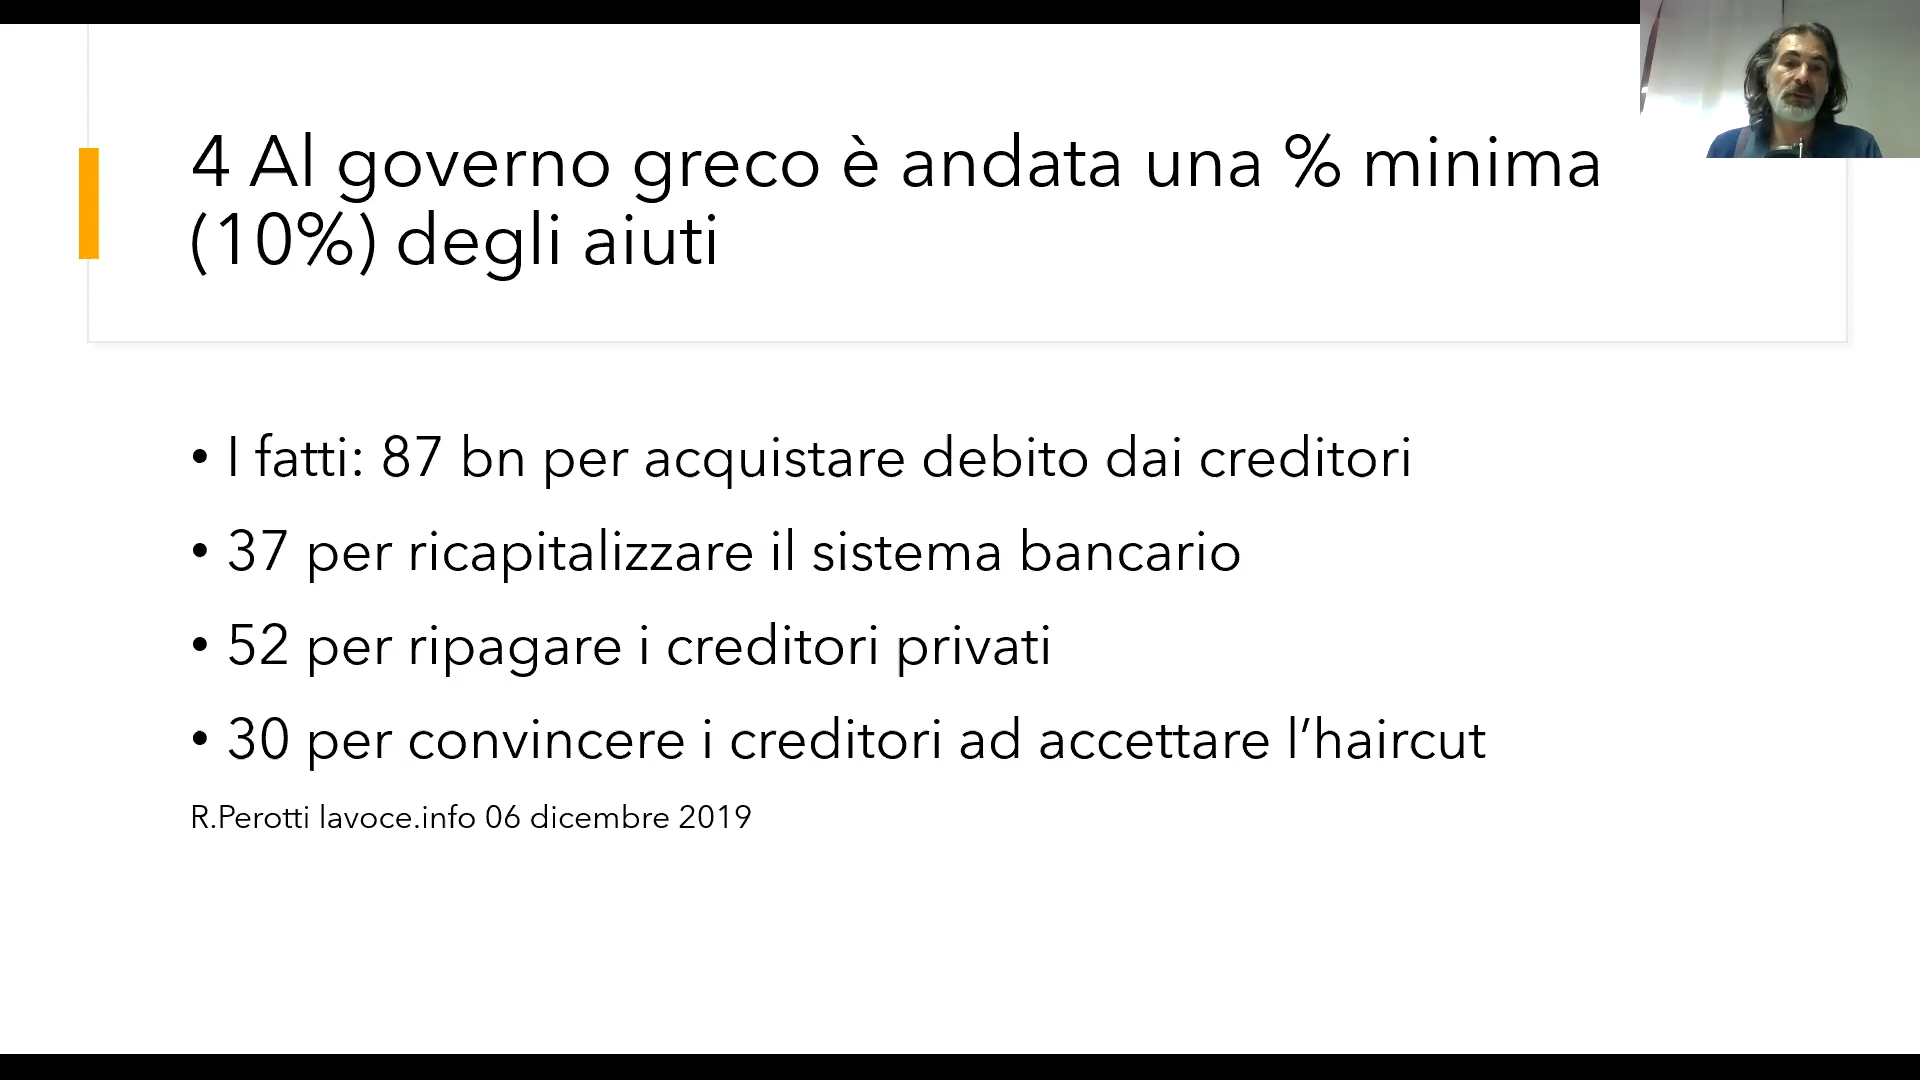 4 Al governo greco è andata una % minima
(10%) degli aiuti
• I fatti: 87 bn per acquistare debito dai creditori
• 37 per ricapitalizzare il sistema bancario
• 52 per ripagare i creditori privati
• 30 per convincere i creditori ad accettare l’haircut
R.Perotti lavoce.info 06 dicembre 2019